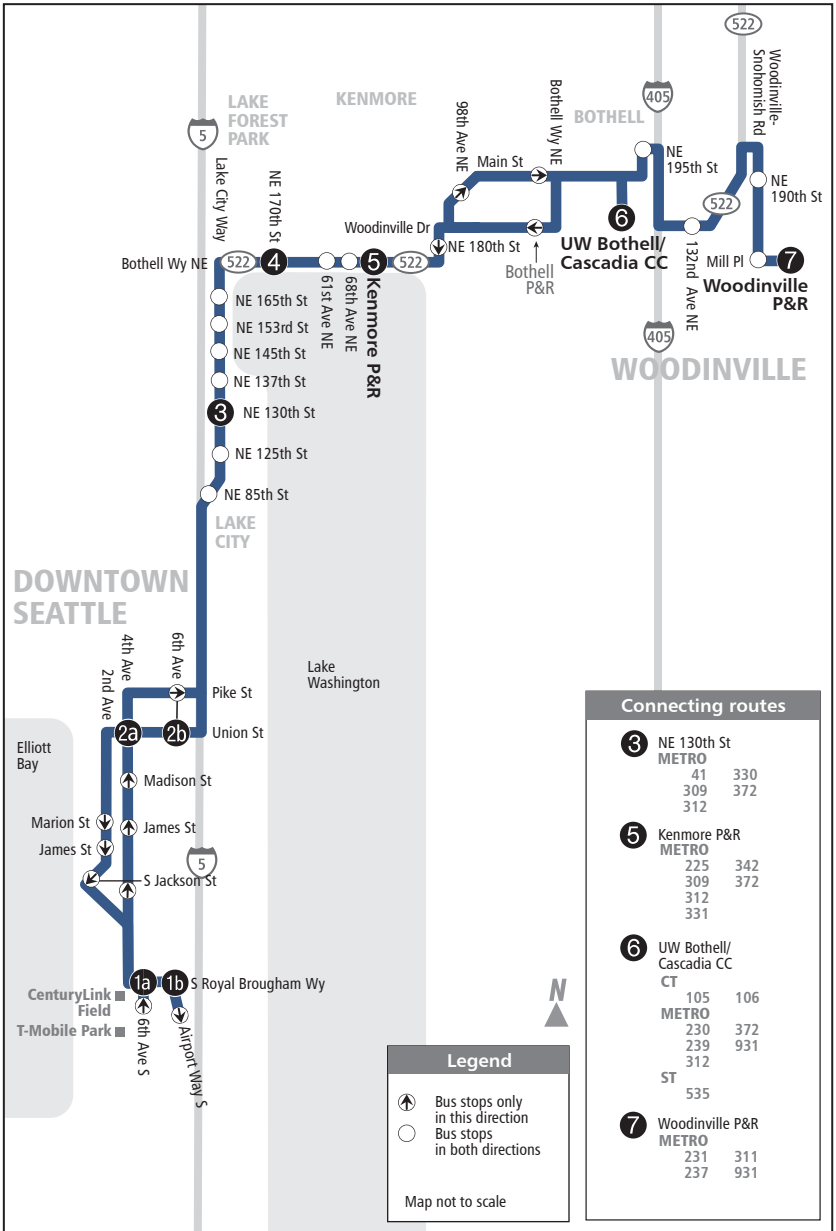 522
Woodinville-
Snohomish Rd
5
LAKE
FOREST
PARK
KENMORE
98th Ave NE
Bothell Wy NE
405
BOTHELL
Main St
NE
195th St
NE
190th St
522
Lake City Way
NE 170th St
Woodinville Dr
NE 180th St
Bothell
P&R
6
UW Bothell/
Cascadia CC
132nd Ave NE
Mill Pl
7
Woodinville
P&R
Bothell Wy NE
522
4
61st Ave NE
68th Ave NE
5
Kenmore P&R
522
405
WOODINVILLE
NE 165th St
NE 153rd St
NE 145th St
NE 137th St
3
NE 130th St
NE 125th St
NE 85th St
LAKE
CITY
DOWNTOWN
SEATTLE
2nd Ave
4th Ave
6th Ave
Pike St
2a
2b
Union St
Lake
Washington
Elliott
Bay
Madison St
Marion St
James St
James St
S Jackson St
5
1a
1b
S Royal Brougham Wy
CenturyLink
Field
T-Mobile Park
6th Ave S
Airport Way S
N
Legend
Bus stops only
in this direction
Bus stops
in both directions
Map not to scale
Connecting routes
3 NE 130th St
METRO
41 330
309 372
312
5 Kenmore P&R
METRO
225 342
309 372
312
331
6 UW Bothell/
Cascadia CC
CT
105 106
METRO
230 372
239 931
312
ST
535
7 Woodinville P&R
METRO
231 311
237 931